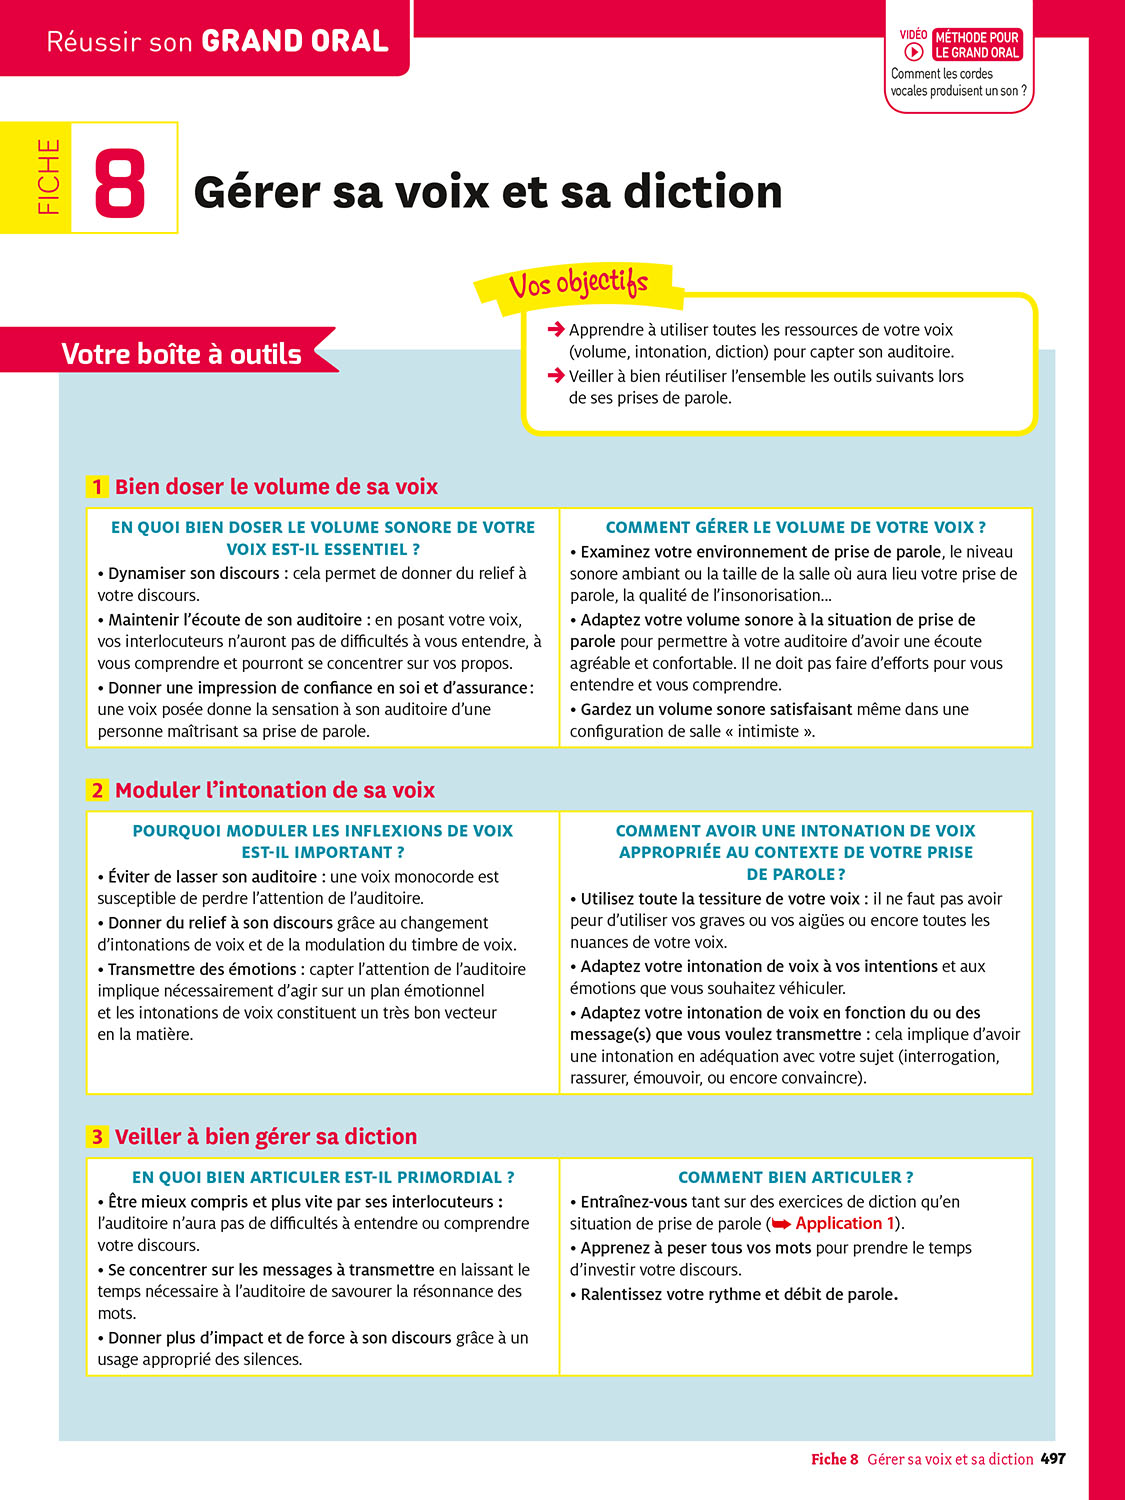 Réussir son GRAND ORAL
VIDÉO
MÉTHODE POUR
LE GRAND ORAL
Comment les cordes
vocales produisent un son ?
FICHE
8
Gérer sa voix et sa diction
Vos objectifs
→ Apprendre à utiliser toutes les ressources de votre voix
(volume, intonation, diction) pour capter son auditoire.
→ Veiller à bien réutiliser l'ensemble les outils suivants lors
de ses prises de parole.
Votre boîte à outils
1 Bien doser le volume de sa voix
EN QUOI BIEN DOSER LE VOLUME SONORE DE VOTRE
VOIX EST-IL ESSENTIEL ?
• Dynamiser son discours : cela permet de donner du relief à
votre discours.
• Maintenir l'écoute de son auditoire : en posant votre voix,
vos interlocuteurs n'auront pas de difficultés à vous entendre, à
vous comprendre et pourront se concentrer sur vos propos.
• Donner une impression de confiance en soi et d'assurance :
une voix posée donne la sensation à son auditoire d'une
personne maîtrisant sa prise de parole.
COMMENT GÉRER LE VOLUME DE VOTRE VOIX ?
• Examinez votre environnement de prise de parole, le niveau
sonore ambiant ou la taille de la salle où aura lieu votre prise de
parole, la qualité de l'insonorisation...
• Adaptez votre volume sonore à la situation de prise de
parole pour permettre à votre auditoire d'avoir une écoute
agréable et confortable. Il ne doit pas faire d'efforts pour vous
entendre et vous comprendre.
• Gardez un volume sonore satisfaisant même dans une
configuration de salle « intimiste ».
2 Moduler l'intonation de sa voix
POURQUOI MODULER LES INFLEXIONS DE VOIX
EST-IL IMPORTANT ?
• Éviter de lasser son auditoire : une voix monocorde est
susceptible de perdre l'attention de l'auditoire.
• Donner du relief à son discours grâce au changement
d'intonations de voix et de la modulation du timbre de voix.
• Transmettre des émotions : capter l'attention de l'auditoire
implique nécessairement d'agir sur un plan émotionnel
et les intonations de voix constituent un très bon vecteur
en la matière.
COMMENT AVOIR UNE INTONATION DE VOIX
APPROPRIÉE AU CONTEXTE DE VOTRE PRISE
DE PAROLE ?
• Utilisez toute la tessiture de votre voix : il ne faut pas avoir
peur d'utiliser vos graves ou vos aigües ou encore toutes les
nuances de votre voix.
• Adaptez votre intonation de voix à vos intentions et aux
émotions que vous souhaitez véhiculer.
• Adaptez votre intonation de voix en fonction du ou des
message(s) que vous voulez transmettre : cela implique d'avoir
une intonation en adéquation avec votre sujet (interrogation,
rassurer, émouvoir, ou encore convaincre).
3 Veiller à bien gérer sa diction
EN QUOI BIEN ARTICULER EST-IL PRIMORDIAL ?
• Être mieux compris et plus vite par ses interlocuteurs :
l'auditoire n'aura pas de difficultés à entendre ou comprendre
votre discours.
• Se concentrer sur les messages à transmettre en laissant le
temps nécessaire à l'auditoire de savourer la résonnance des
mots.
• Donner plus d'impact et de force à son discours grâce à un
usage approprié des silences.
COMMENT BIEN ARTICULER ?
• Entraînez-vous tant sur des exercices de diction qu'en
situation de prise de parole (➥ Application 1).
• Apprenez à peser tous vos mots pour prendre le temps
d'investir votre discours.
• Ralentissez votre rythme et débit de parole.
Fiche 8 Gérer sa voix et sa diction 497